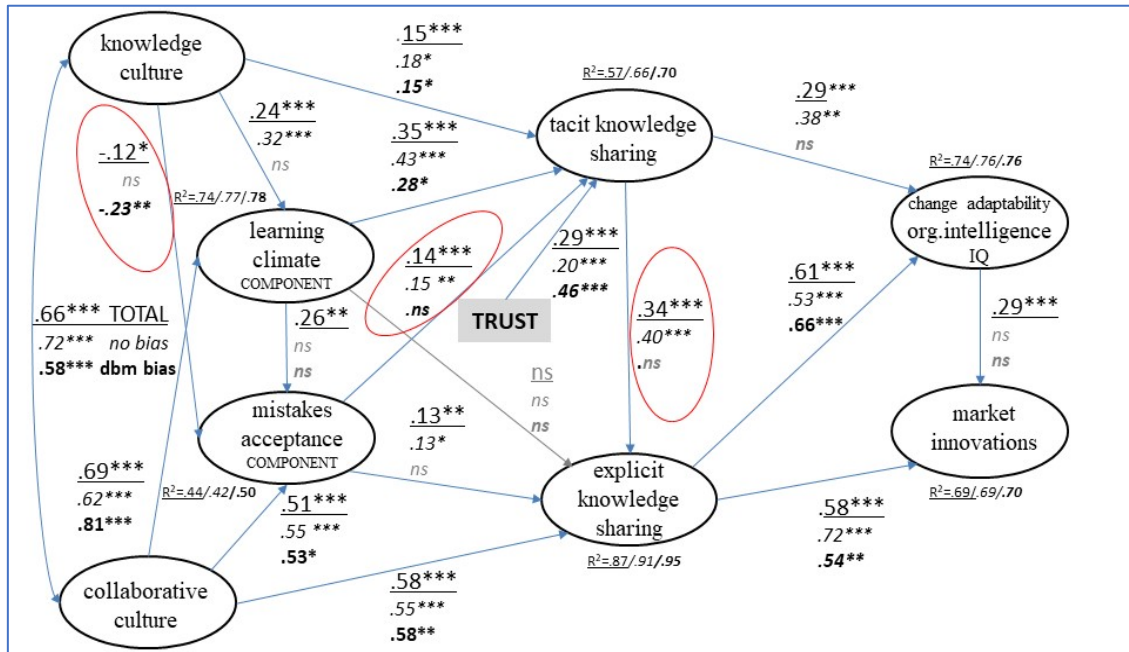 knowledge
culture
.15***
.18*
.15*
R²=.57/.66/.70
.29***
.38**
ns
tacit knowledge
sharing
.24***
.32***
ns
.35***
.43***
.28*
-.12*
ns
-.23**
R²=.74/.77/.78
R²=.74/.76/.76
change adaptability
org.intelligence
IQ
learning
climate
COMPONENT
.14***
.15 **
.ns
.29***
.20***
.46***
TRUST
.34***
.40***
.ns
.61***
.53***
.66***
.29***
ns
ns
.66*** TOTAL
.72*** no bias
.58*** dbm bias
.26**
ns
ns
ns
ns
ns
mistakes
acceptance
COMPONENT
.13**
.13*
ns
market
innovations
R²=.69/.69/.70
.69***
.62***
.81***
R²=.44/.42/.50
.51***
.55 ***
.53*
explicit
knowledge
sharing
R²=.87/.91/.95
.58***
.72***
.54**
collaborative
culture
.58***
.55***
.58**